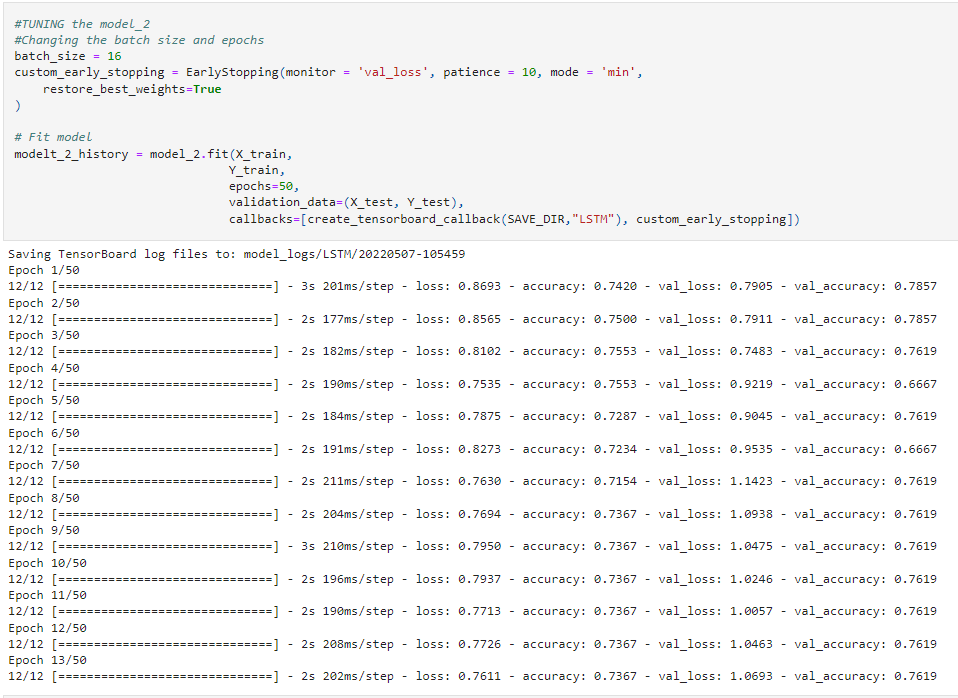 #TUNING the model_2
#Changing the batch size and epochs
batch_size = 16
custom_early_stopping = EarlyStopping(monitor = 'val_loss', patience = 10, mode = 'min',
    restore_best_weights=True
)

# Fit model
modelt_2_history = model_2.fit(X_train,
                              Y_train,
                              epochs=50,
                              validation_data=(X_test, Y_test),
                              callbacks=[create_tensorboard_callback(SAVE_DIR,"LSTM"), custom_early_stopping])
Saving TensorBoard log files to: model_logs/LSTM/20220507-105459
Epoch 1/50
12/12 [==============================] - 3s 201ms/step - loss: 0.8693 - accuracy: 0.7420 - val_loss: 0.7905 - val_accuracy: 0.7857
Epoch 2/50
12/12 [==============================] - 2s 177ms/step - loss: 0.8565 - accuracy: 0.7500 - val_loss: 0.7911 - val_accuracy: 0.7857
Epoch 3/50
12/12 [==============================] - 2s 182ms/step - loss: 0.8102 - accuracy: 0.7553 - val_loss: 0.7483 - val_accuracy: 0.7619
Epoch 4/50
12/12 [==============================] - 2s 190ms/step - loss: 0.7535 - accuracy: 0.7553 - val_loss: 0.9219 - val_accuracy: 0.6667
Epoch 5/50
12/12 [==============================] - 2s 184ms/step - loss: 0.7875 - accuracy: 0.7287 - val_loss: 0.9045 - val_accuracy: 0.7619
Epoch 6/50
12/12 [==============================] - 2s 191ms/step - loss: 0.8273 - accuracy: 0.7234 - val_loss: 0.9535 - val_accuracy: 0.6667
Epoch 7/50
12/12 [==============================] - 2s 211ms/step - loss: 0.7630 - accuracy: 0.7154 - val_loss: 1.1423 - val_accuracy: 0.7619
Epoch 8/50
12/12 [==============================] - 2s 204ms/step - loss: 0.7694 - accuracy: 0.7367 - val_loss: 1.0938 - val_accuracy: 0.7619
Epoch 9/50
12/12 [==============================] - 3s 210ms/step - loss: 0.7950 - accuracy: 0.7367 - val_loss: 1.0475 - val_accuracy: 0.7619
Epoch 10/50
12/12 [==============================] - 2s 196ms/step - loss: 0.7937 - accuracy: 0.7367 - val_loss: 1.0246 - val_accuracy: 0.7619
Epoch 11/50
12/12 [==============================] - 2s 190ms/step - loss: 0.7713 - accuracy: 0.7367 - val_loss: 1.0057 - val_accuracy: 0.7619
Epoch 12/50
12/12 [==============================] - 2s 208ms/step - loss: 0.7726 - accuracy: 0.7367 - val_loss: 1.0463 - val_accuracy: 0.7619
Epoch 13/50
12/12 [==============================] - 2s 202ms/step - loss: 0.7611 - accuracy: 0.7367 - val_loss: 1.0693 - val_accuracy: 0.7619